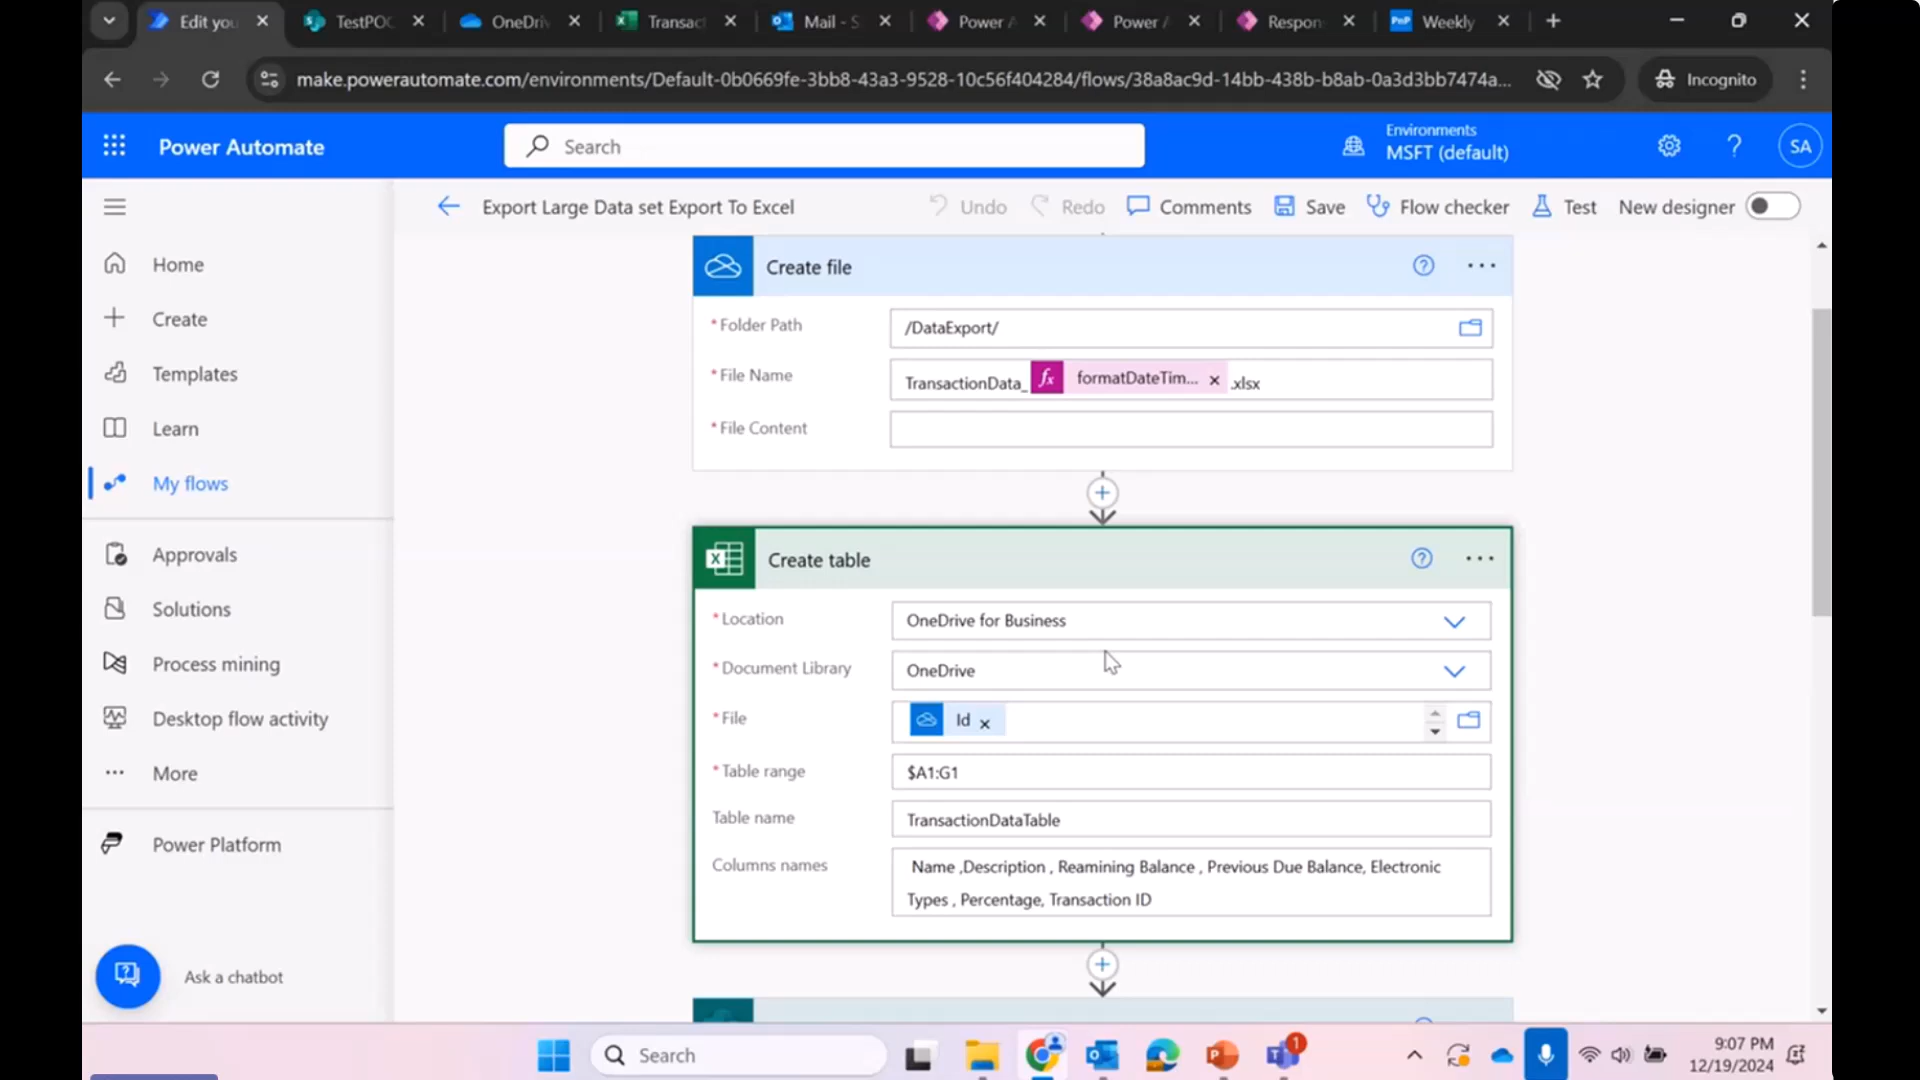 Edit you
TestPOC
OneDriv
Transact
Mail - S
Power A
Power A
Respon
PnP
Weekly
make.powerautomate.com/environments/Default-0b0669fe-3bb8-43a3-9528-10c56f404284/flows/38a8ac9d-14bb-438b-b8ab-0a3d3bb7474a...
Incognito
Power Automate
Search
Environments
MSFT (default)
?
SA
Export Large Data set Export To Excel
Undo
Redo
Comments
Save
Flow checker
Test
New designer
Home
Create
Templates
Learn
My flows
Approvals
Solutions
Process mining
Desktop flow activity
More
Power Platform
Ask a chatbot
Create file
* Folder Path
/DataExport/
* File Name
TransactionData_ fx formatDateTim... × .xlsx
* File Content
Create table
* Location
OneDrive for Business
* Document Library
OneDrive
* File
Id ×
* Table range
$A1:G1
Table name
TransactionDataTable
Columns names
Name ,Description , Reamining Balance , Previous Due Balance, Electronic
Types , Percentage, Transaction ID
Search
1
9:07 PM
12/19/2024